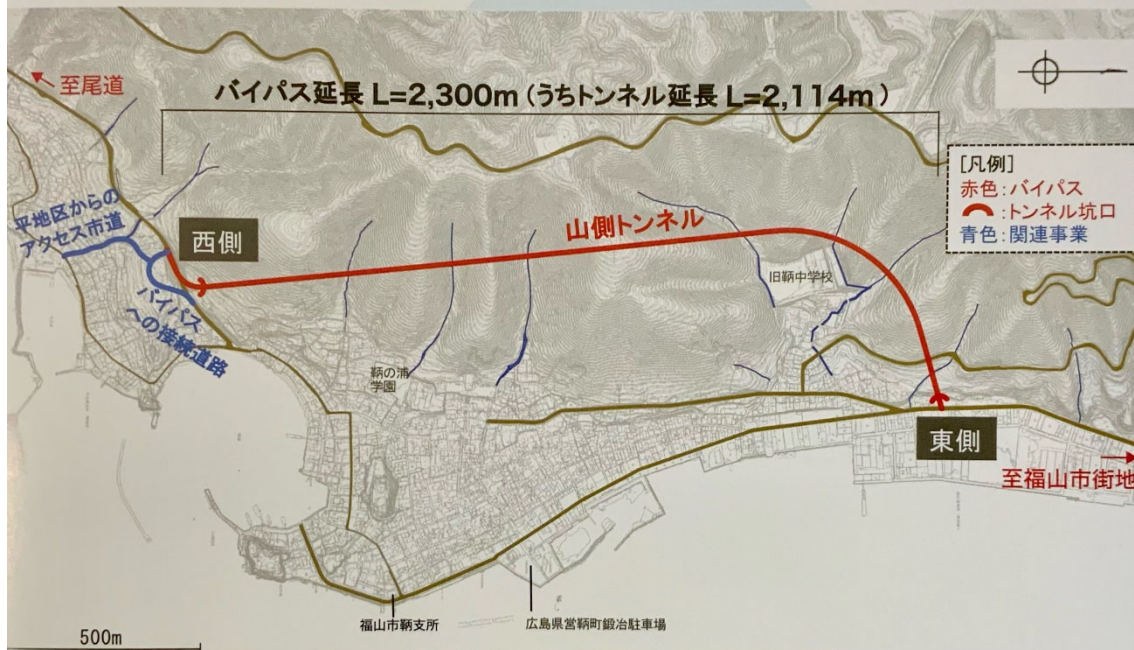 至尾道
バイパス延長 L=2,300m (うちトンネル延長 L=2,114m)
[凡例]
赤色:バイパス
:トンネル坑口
青色:関連事業
平地区からの
アクセス市道
西側
山側トンネル
旧鞆中学校
バイパス
への接続道路
鞆の浦
学園
東側
至福山市街地
福山市鞆支所
広島県営鞆町鍛冶駐車場
500m